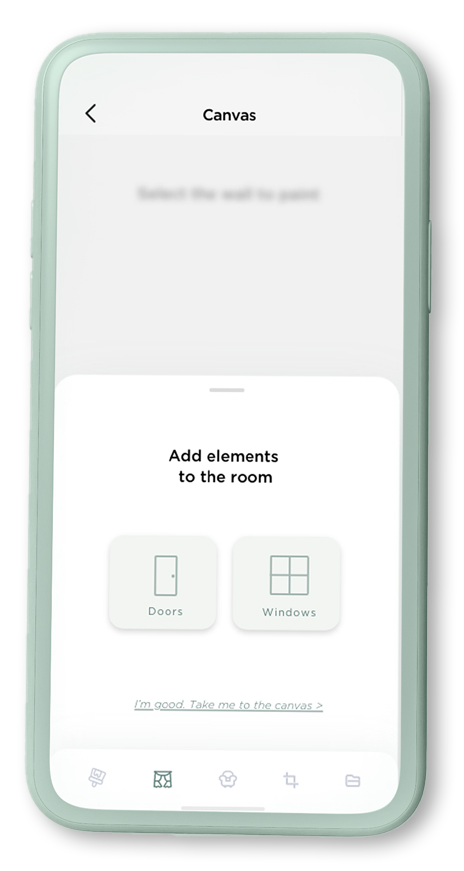 Canvas
Select the wall to paint
Add elements
to the room
Doors
Windows
I'm good. Take me to the canvas >